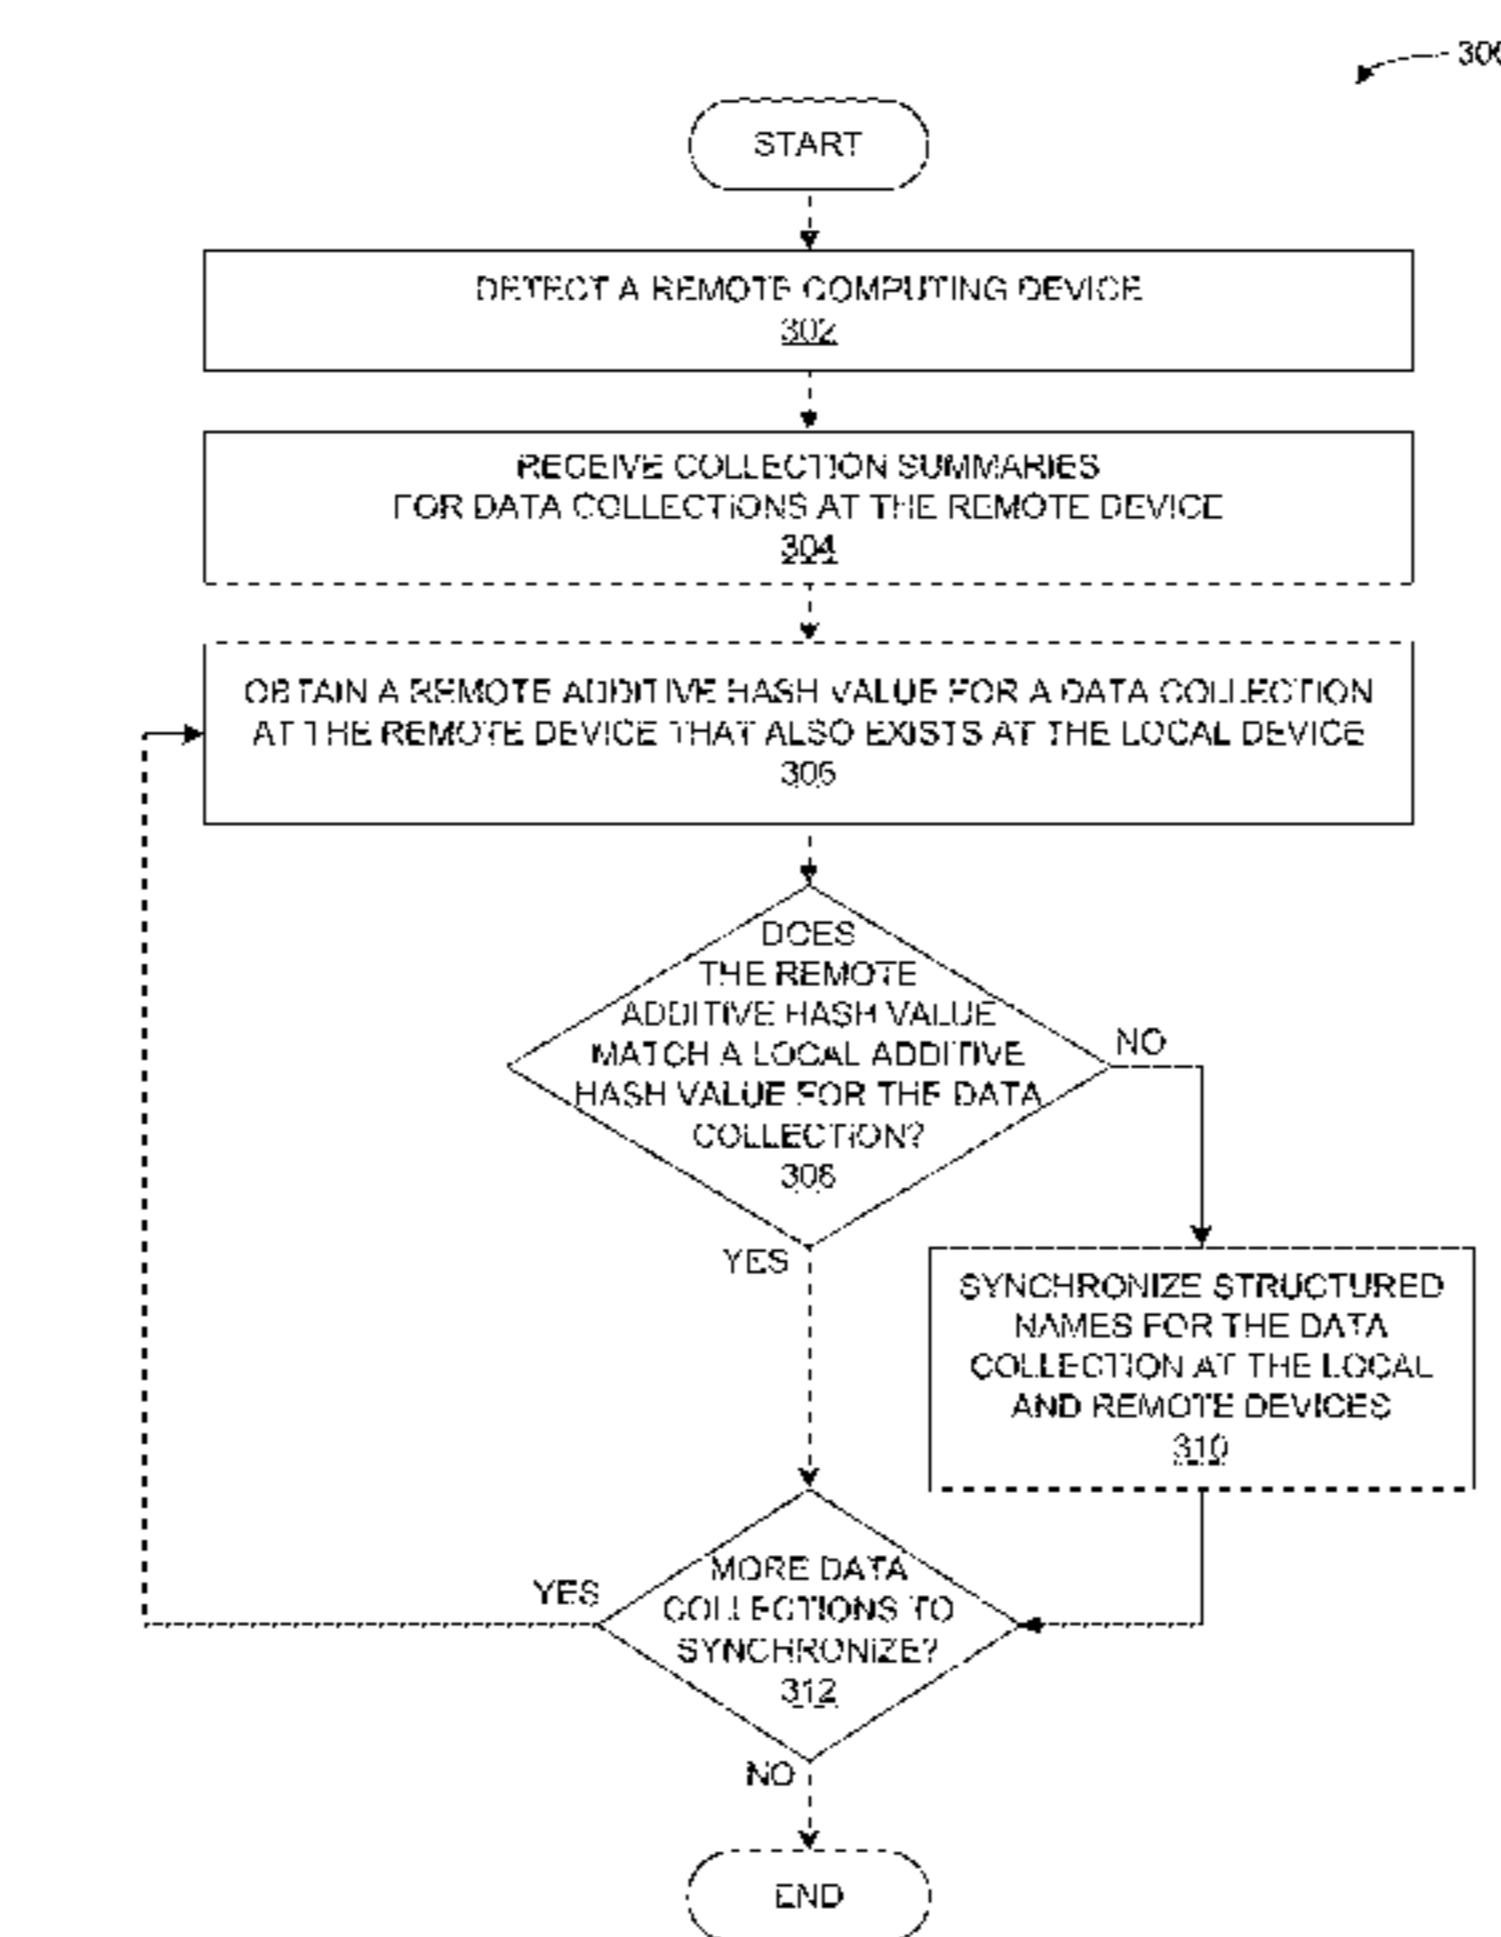 300
START
DETECT A REMOTE COMPUTING DEVICE
302
RECEIVE COLLECTION SUMMARIES
FOR DATA COLLECTIONS AT THE REMOTE DEVICE
304
OBTAIN A REMOTE ADDITIVE HASH VALUE FOR A DATA COLLECTION
AT THE REMOTE DEVICE THAT ALSO EXISTS AT THE LOCAL DEVICE
306
DOES
THE REMOTE
ADDITIVE HASH VALUE
MATCH A LOCAL ADDITIVE
HASH VALUE FOR THE DATA
COLLECTION?
308
NO
YES
SYNCHRONIZE STRUCTURED
NAMES FOR THE DATA
COLLECTION AT THE LOCAL
AND REMOTE DEVICES
310
MORE DATA
COLLECTIONS TO
SYNCHRONIZE?
312
YES
NO
END